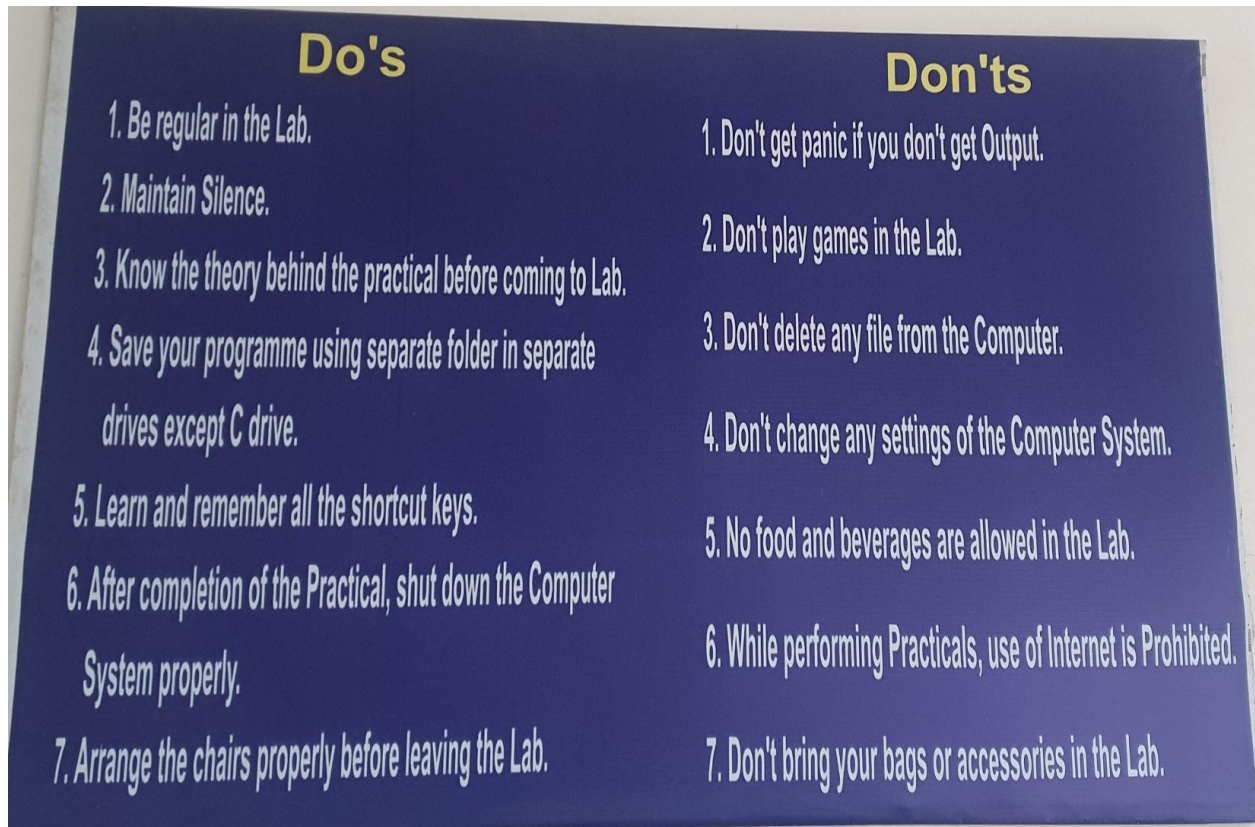 Do's
1. Be regular in the Lab.
2. Maintain Silence.
3. Know the theory behind the practical before coming to Lab.
4. Save your programme using separate folder in separate
drives except C drive.
5. Learn and remember all the shortcut keys.
6. After completion of the Practical, shut down the Computer
System properly.
7. Arrange the chairs properly before leaving the Lab.
Don'ts
1. Don't get panic if you don't get Output.
2. Don't play games in the Lab.
3. Don't delete any file from the Computer.
4. Don't change any settings of the Computer System.
5. No food and beverages are allowed in the Lab.
6. While performing Practicals, use of Internet is Prohibited.
7. Don't bring your bags or accessories in the Lab.